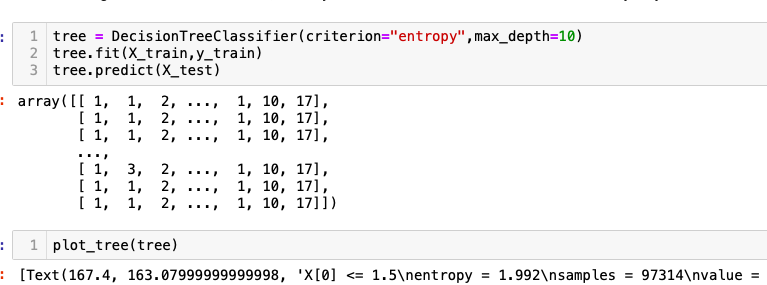 1 tree = DecisionTreeClassifier(criterion="entropy",max_depth=10)
2 tree.fit(X_train,y_train)
3 tree.predict(X_test)
: array([[ 1,  1,  2, ...,  1, 10, 17],
       [ 1,  1,  2, ...,  1, 10, 17],
       [ 1,  1,  2, ...,  1, 10, 17],
       ...,
       [ 1,  3,  2, ...,  1, 10, 17],
       [ 1,  1,  2, ...,  1, 10, 17],
       [ 1,  1,  2, ...,  1, 10, 17]])
: 1 plot_tree(tree)
: [Text(167.4, 163.07999999999998, 'X[0] <= 1.5\nentropy = 1.992\nsamples = 97314\nvalue =